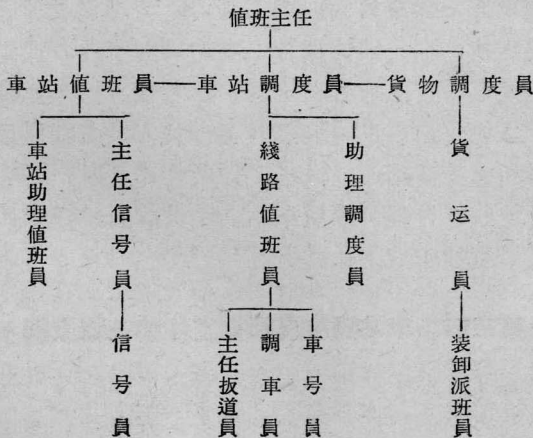 值班主任
車站值班員
車站調度員
貨物調度員
車站助理值班員
主任信号員
綫路值班員
助理調度員
貨运員
信号員
主任扳道員
調車員
車号員
装卸派班員